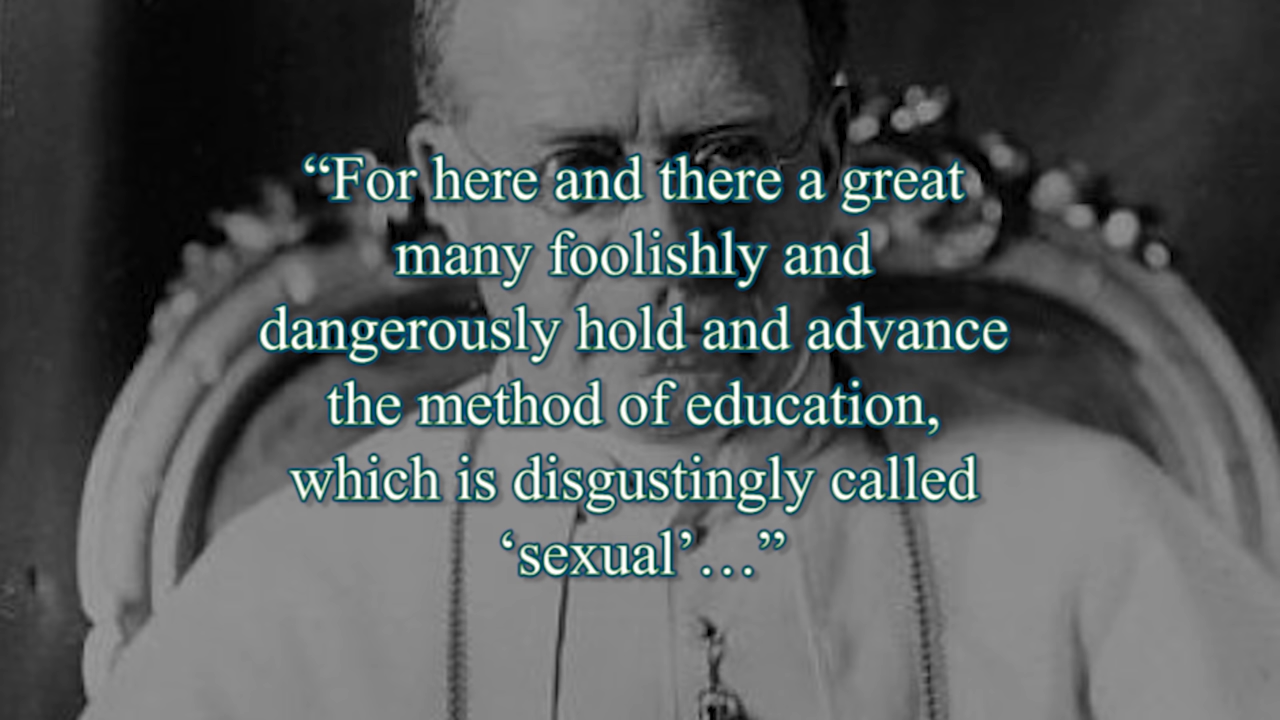 “For here and there a great
many foolishly and
dangerously hold and advance
the method of education,
which is disgustingly called
‘sexual’…”